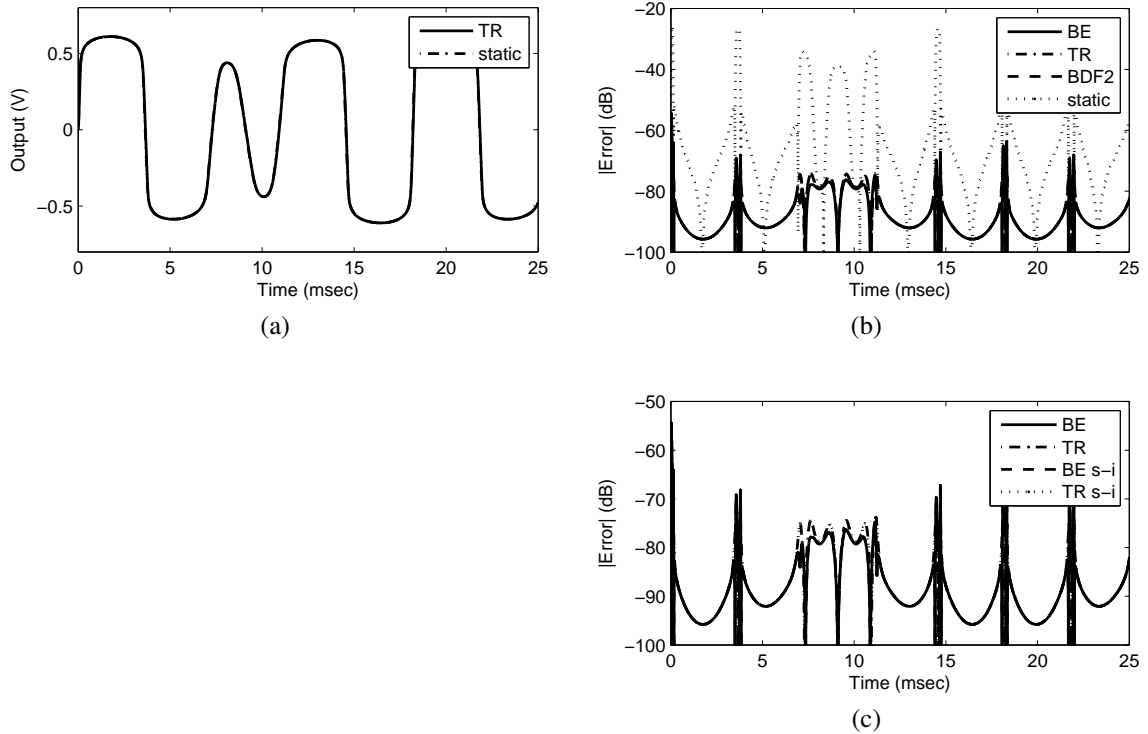 0.5
0
−0.5
Output (V)
0 5 10 15 20 25
Time (msec)
TR
static
(a)
−20
−40
−60
−80
−100
|Error| (dB)
0 5 10 15 20 25
Time (msec)
BE
TR
BDF2
static
(b)
−50
−60
−70
−80
−90
−100
|Error| (dB)
0 5 10 15 20 25
Time (msec)
BE
TR
BE s−i
TR s−i
(c)